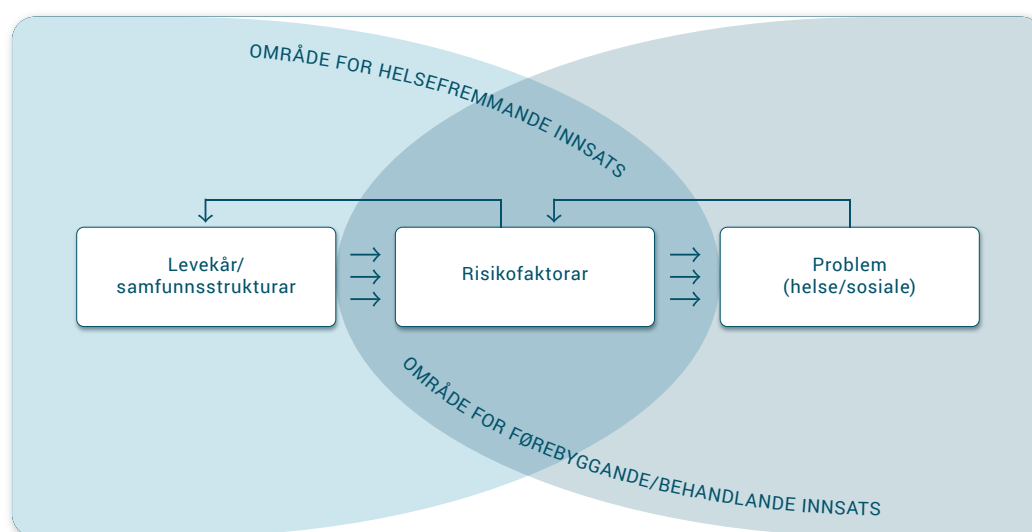 OMRÅDE FOR HELSEFREMMANDE INNSATS
Levekår/
samfunnsstrukturar
Risikofaktorar
Problem
(helse/sosiale)
OMRÅDE FOR FØREBYGGANDE/BEHANDLANDE INNSATS